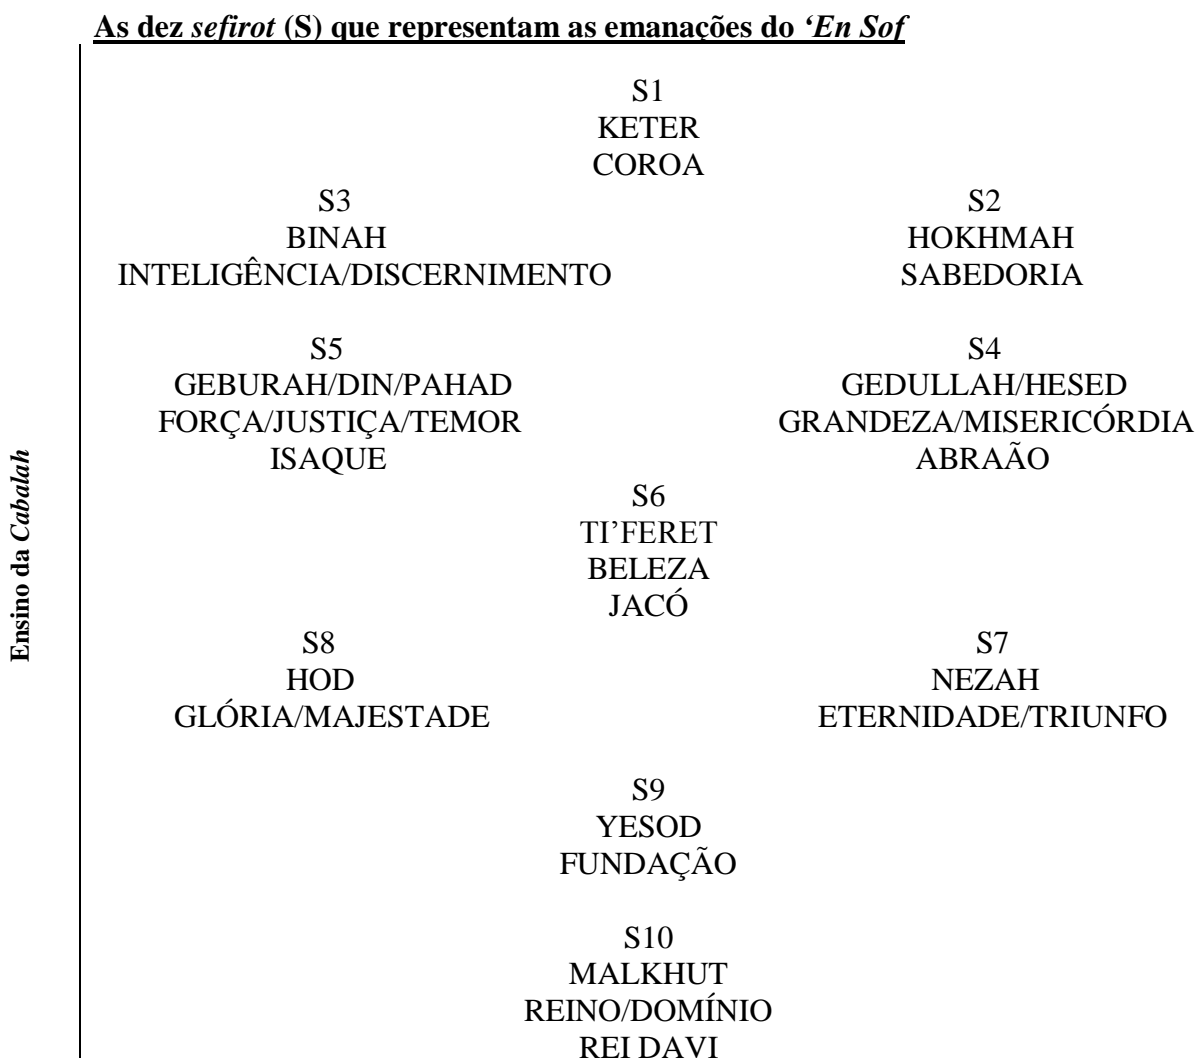 As dez sefirot (S) que representam as emanações do ‘En Sof
S1
KETER
COROA
S3
BINAH
INTELIGÊNCIA/DISCERNIMENTO
S2
HOKHMAH
SABEDORIA
S5
GEBURAH/DIN/PAHAD
FORÇA/JUSTIÇA/TEMOR
ISAQUE
S4
GEDULLAH/HESED
GRANDEZA/MISERICÓRDIA
ABRAÃO
S6
TI’FERET
BELEZA
JACÓ
S8
HOD
GLÓRIA/MAJESTADE
S7
NEZAH
ETERNIDADE/TRIUNFO
S9
YESOD
FUNDAÇÃO
S10
MALKHUT
REINO/DOMÍNIO
REI DAVI
Ensino da Cabalah